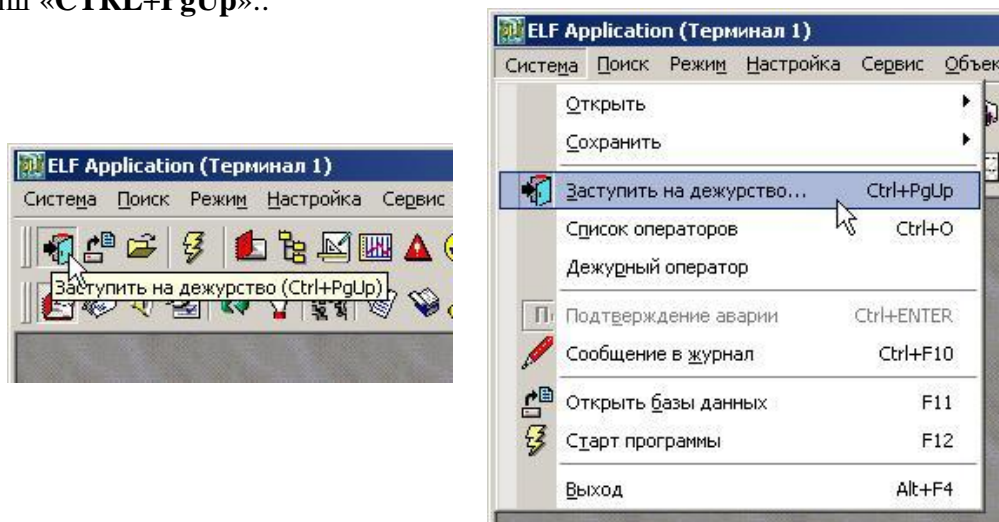 «CTRL+PgUp»..
ELF Application (Терминал 1)
Система Поиск Режим Настройка Сервис
Заступить на дежурство (Ctrl+PgUp)
ELF Application (Терминал 1)
Система Поиск Режим Настройка Сервис
Открыть
Сохранить
Заступить на дежурство... Ctrl+PgUp
Список операторов Ctrl+O
Дежурный оператор
Подтверждение аварии Ctrl+ENTER
Сообщение в журнал Ctrl+F10
Открыть базы данных F11
Старт программы F12
Выход Alt+F4